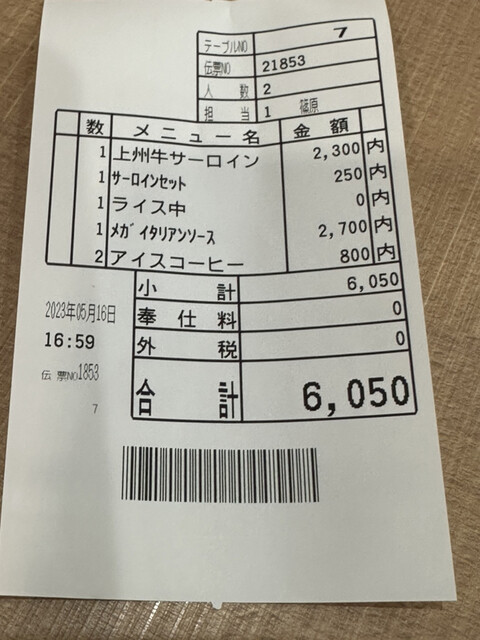 テーブルNO 7
伝票NO 21853
人数 2
担当 1 篠原
数 メニュー名 金額
1 上州牛サーロイン 2,300 内
1 サーロインセット 250 内
1 ライス中 0 内
1 メガイタリアンソース 2,700 内
2 アイスコーヒー 800 内
小計 6,050
奉仕料 0
外税 0
合計 6,050
2023年05月16日
16:59
伝票NO1853
7